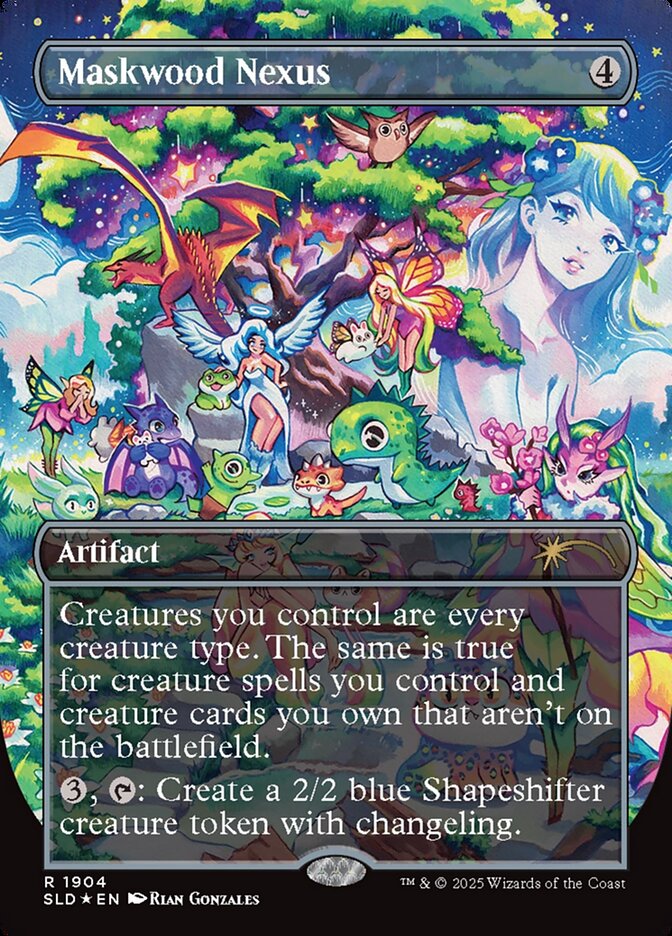 Maskwood Nexus 4
Artifact
Creatures you control are every
creature type. The same is true
for creature spells you control and
creature cards you own that aren't on
the battlefield.
3, : Create a 2/2 blue Shapeshifter
creature token with changeling.
R 1904
SLD ★ EN Rian Gonzales
™ & © 2025 Wizards of the Coast